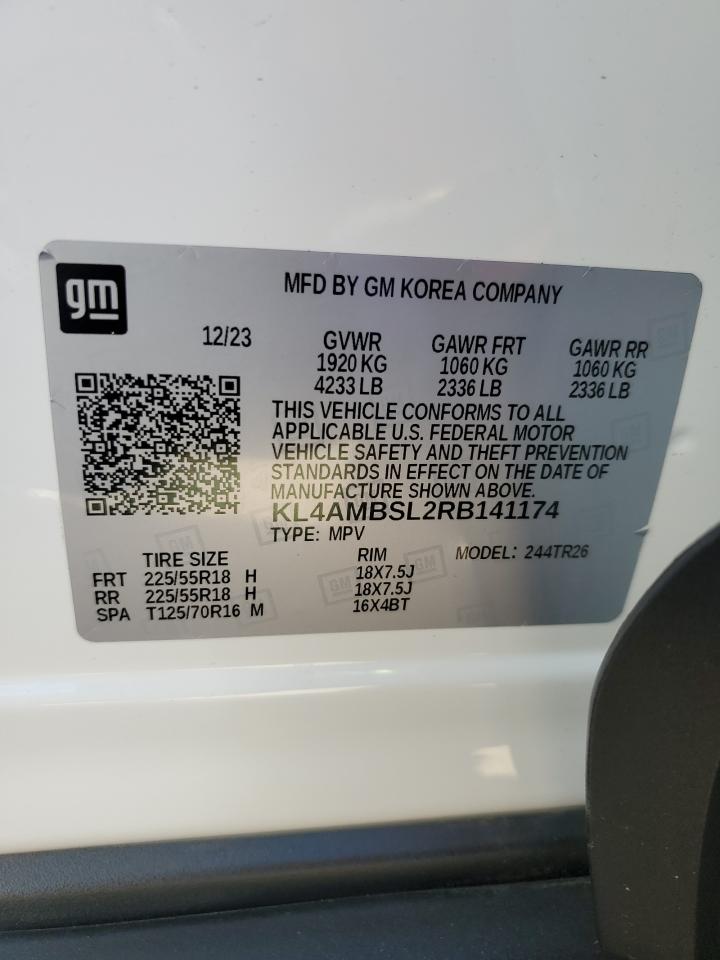 gm
MFD BY GM KOREA COMPANY
12/23 GVWR GAWR FRT GAWR RR
1920 KG 1060 KG 1060 KG
4233 LB 2336 LB 2336 LB
THIS VEHICLE CONFORMS TO ALL
APPLICABLE U.S. FEDERAL MOTOR
VEHICLE SAFETY AND THEFT PREVENTION
STANDARDS IN EFFECT ON THE DATE OF
MANUFACTURE SHOWN ABOVE.
KL4AMBSL2RB141174
TYPE: MPV
TIRE SIZE RIM MODEL: 244TR26
FRT 225/55R18 H 18X7.5J
RR 225/55R18 H 18X7.5J
SPA T125/70R16 M 16X4BT
GM
GM
GM